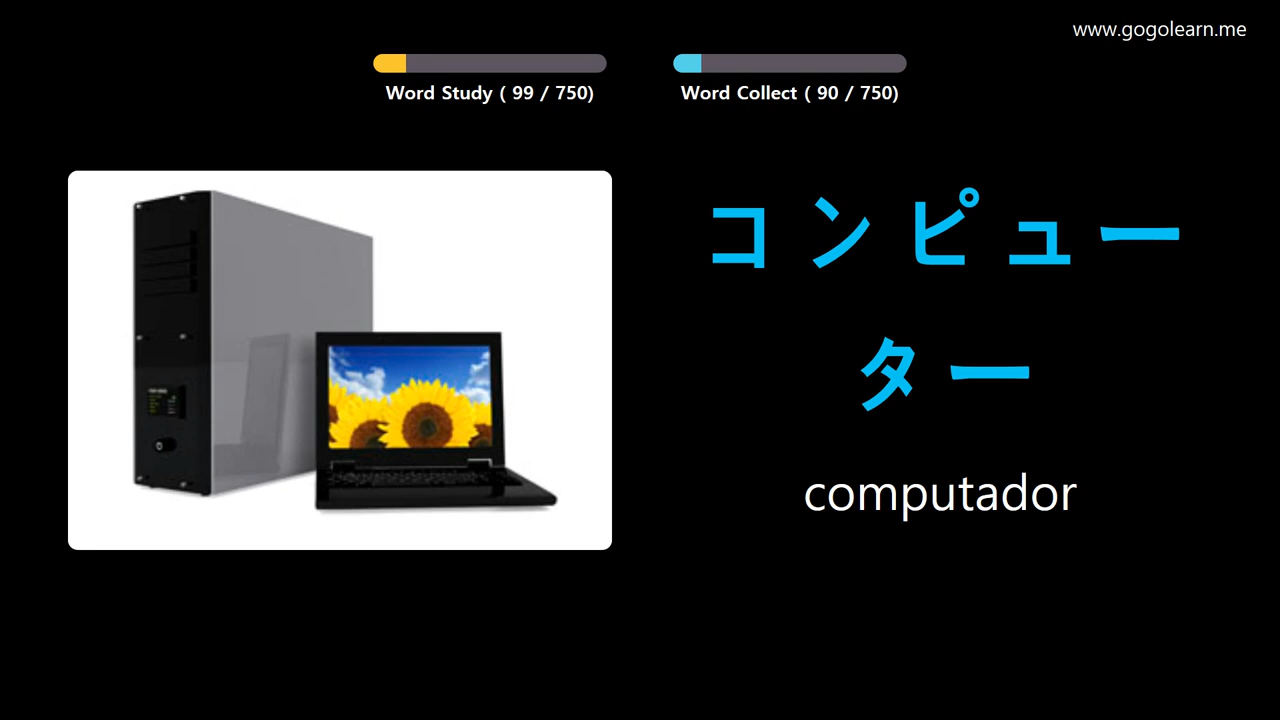 www.gogolearn.me
Word Study ( 99 / 750)
Word Collect ( 90 / 750)
コンピュー
ター
computador